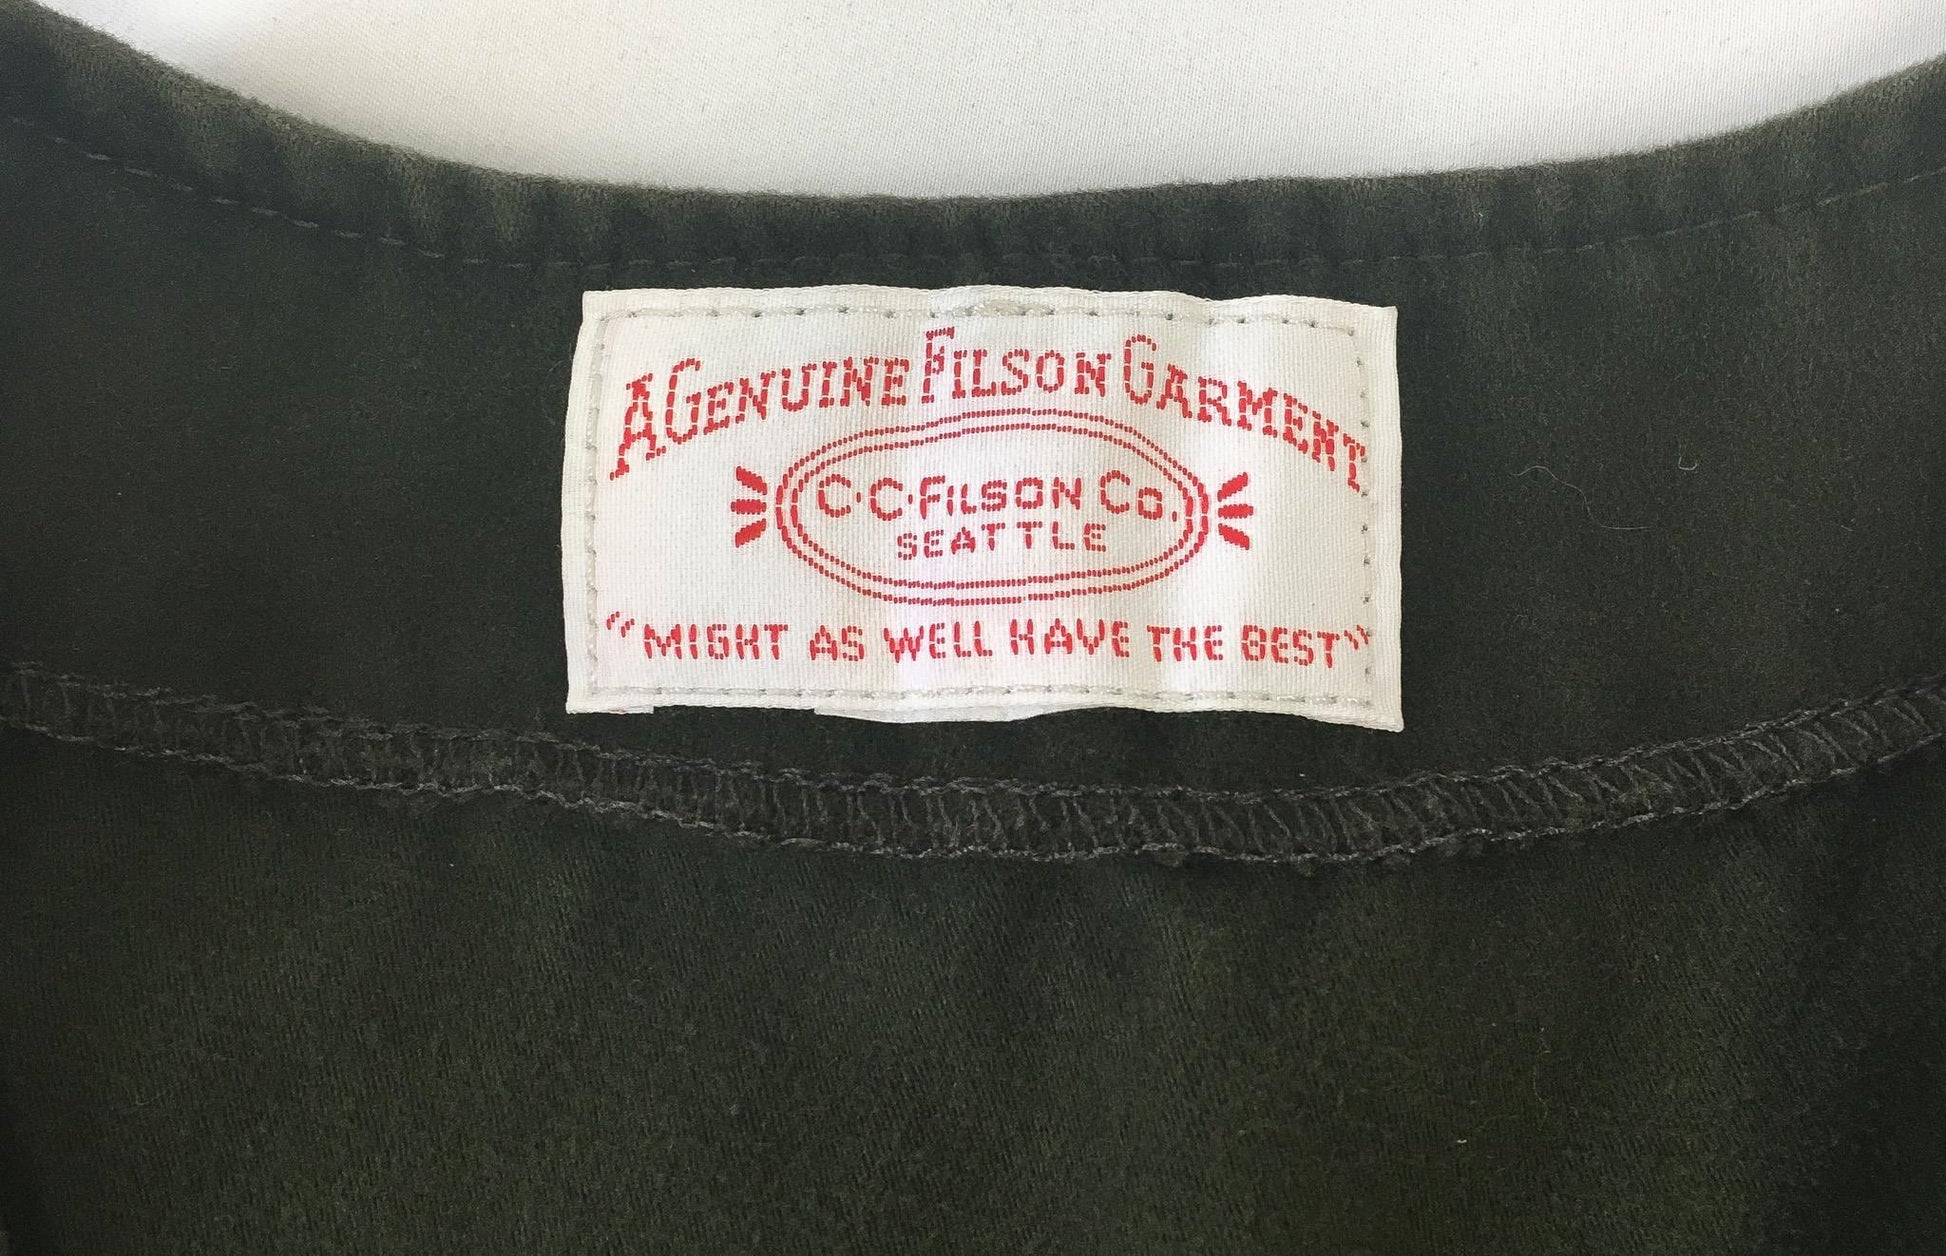 A GENUINE FILSON GARMENT
C·C·FILSON CO.
SEATTLE
"MIGHT AS WELL HAVE THE BEST"